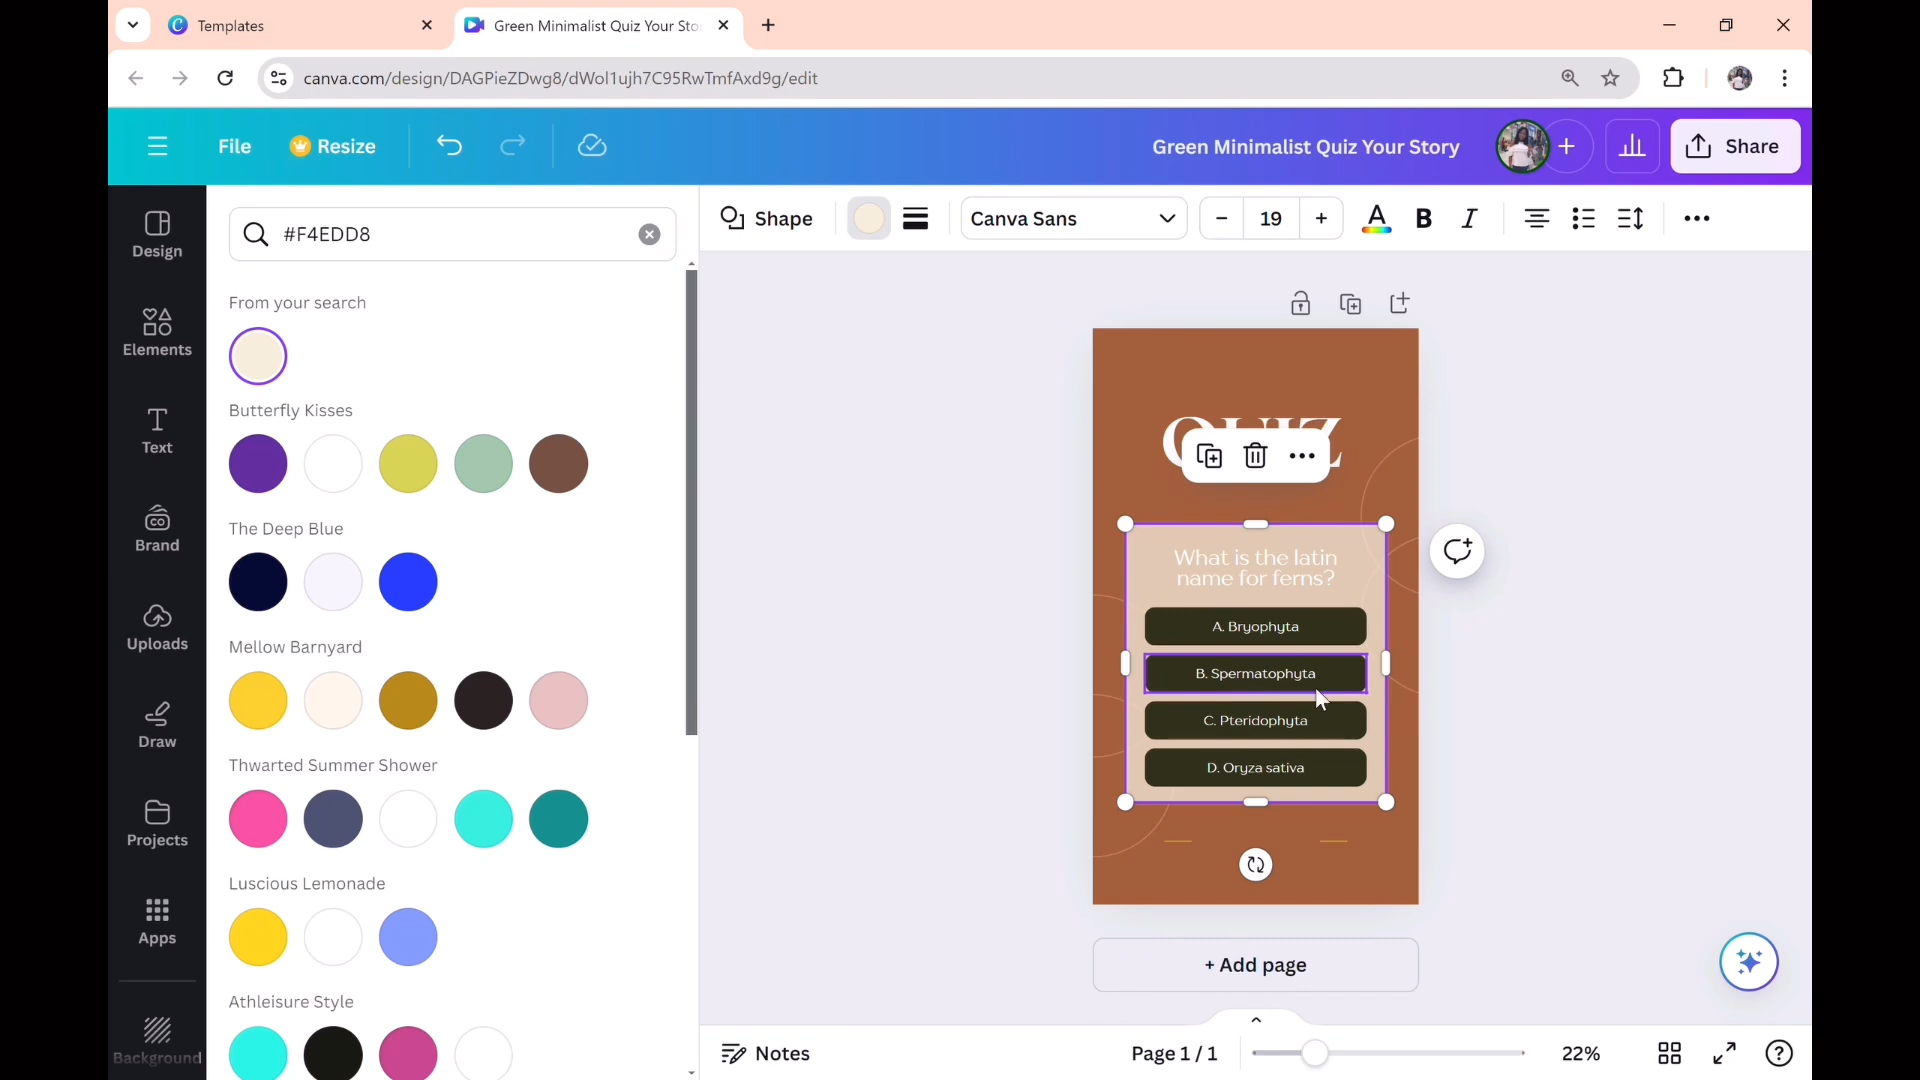 Templates
Green Minimalist Quiz Your Sto
canva.com/design/DAGPieZDwg8/dWol1ujh7C95RwTmfAxd9g/edit
File
Resize
Green Minimalist Quiz Your Story
Share
Design
Elements
Text
Brand
Uploads
Draw
Projects
Apps
Background
#F4EDD8
From your search
Butterfly Kisses
The Deep Blue
Mellow Barnyard
Thwarted Summer Shower
Luscious Lemonade
Athleisure Style
Shape
Canva Sans
19
QUIZ
What is the latin
name for ferns?
A. Bryophyta
B. Spermatophyta
C. Pteridophyta
D. Oryza sativa
+ Add page
Notes
Page 1 / 1
22%